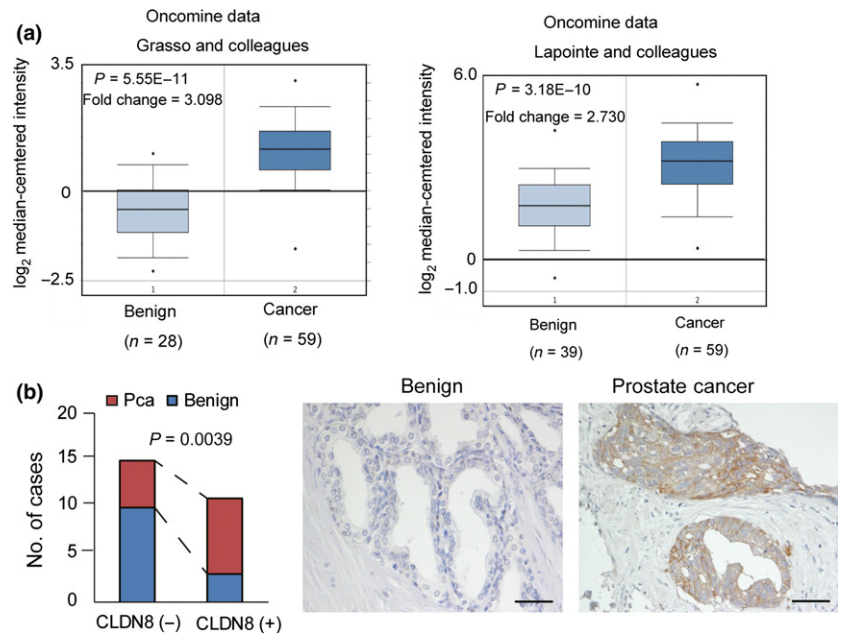 (a)
Oncomine data
Grasso and colleagues
3.5
P = 5.55E–11
Fold change = 3.098
log2 median-cemtered intensity
0
–2.5
1
2
Benign
Cancer
(n = 28)
(n = 59)
Oncomine data
Lapointe and colleagues
6.0
P = 3.18E–10
Fold change = 2.730
log2 median-centered intensity
0
–1.0
1
2
Benign
Cancer
(n = 39)
(n = 59)
(b)
Pca Benign
20
P = 0.0039
15
10
5
0
No. of cases
CLDN8 (–) CLDN8 (+)
Benign
Prostate cancer